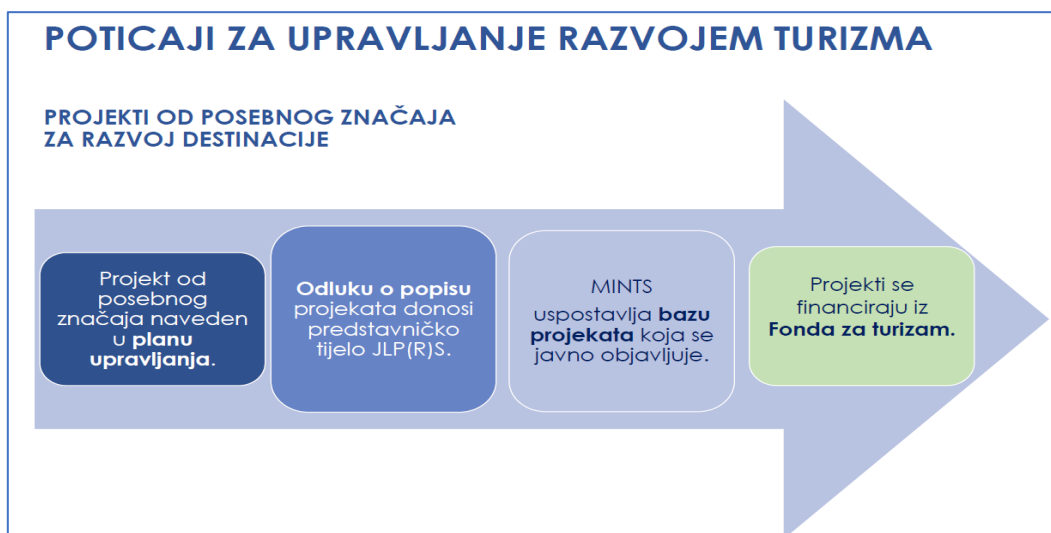 POTICAJI ZA UPRAVLJANJE RAZVOJEM TURIZMA
PROJEKTI OD POSEBNOG ZNAČAJA
ZA RAZVOJ DESTINACIJE
Projekt od
posebnog
značaja naveden
u planu
upravljanja.
Odluku o popisu
projekata donosi
predstavničko
tijelo JLP(R)S.
MINTS
uspostavlja bazu
projekata koja se
javno objavljuje.
Projekti se
financiraju iz
Fonda za turizam.